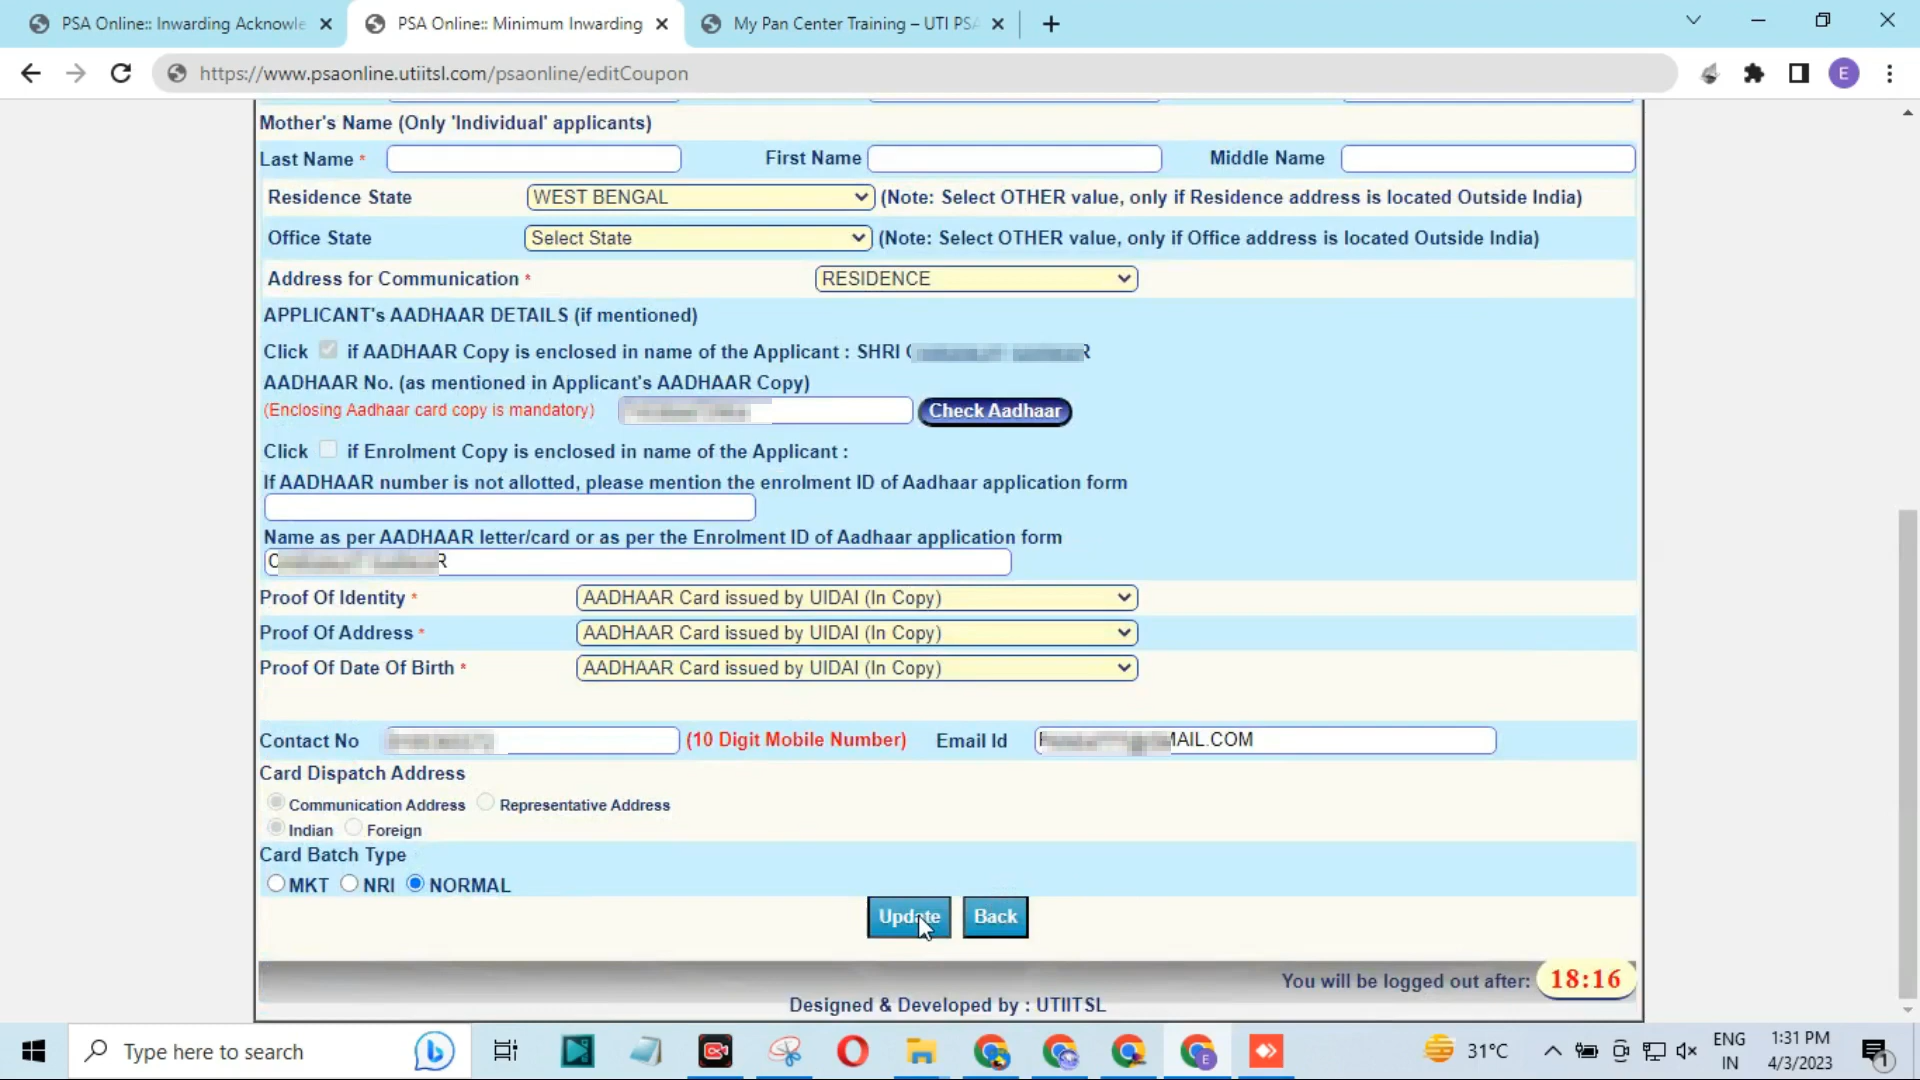 PSA Online:: Inwarding Acknowle
PSA Online:: Minimum Inwarding
My Pan Center Training – UTI PSA
https://www.psaonline.utiitsl.com/psaonline/editCoupon
E
Mother's Name (Only 'Individual' applicants)
Last Name * First Name Middle Name
Residence State WEST BENGAL (Note: Select OTHER value, only if Residence address is located Outside India)
Office State Select State (Note: Select OTHER value, only if Office address is located Outside India)
Address for Communication * RESIDENCE
APPLICANT's AADHAAR DETAILS (if mentioned)
Click if AADHAAR Copy is enclosed in name of the Applicant : SHRI
AADHAAR No. (as mentioned in Applicant's AADHAAR Copy)
(Enclosing Aadhaar card copy is mandatory) Check Aadhaar
Click if Enrolment Copy is enclosed in name of the Applicant :
If AADHAAR number is not allotted, please mention the enrolment ID of Aadhaar application form
Name as per AADHAAR letter/card or as per the Enrolment ID of Aadhaar application form
Proof Of Identity * AADHAAR Card issued by UIDAI (In Copy)
Proof Of Address * AADHAAR Card issued by UIDAI (In Copy)
Proof Of Date Of Birth * AADHAAR Card issued by UIDAI (In Copy)
Contact No (10 Digit Mobile Number) Email Id MAIL.COM
Card Dispatch Address
Communication Address Representative Address
Indian Foreign
Card Batch Type
MKT NRI NORMAL
Update Back
You will be logged out after: 18:16
Designed & Developed by : UTIITSL
Type here to search
31°C
ENG
IN
1:31 PM
4/3/2023
1